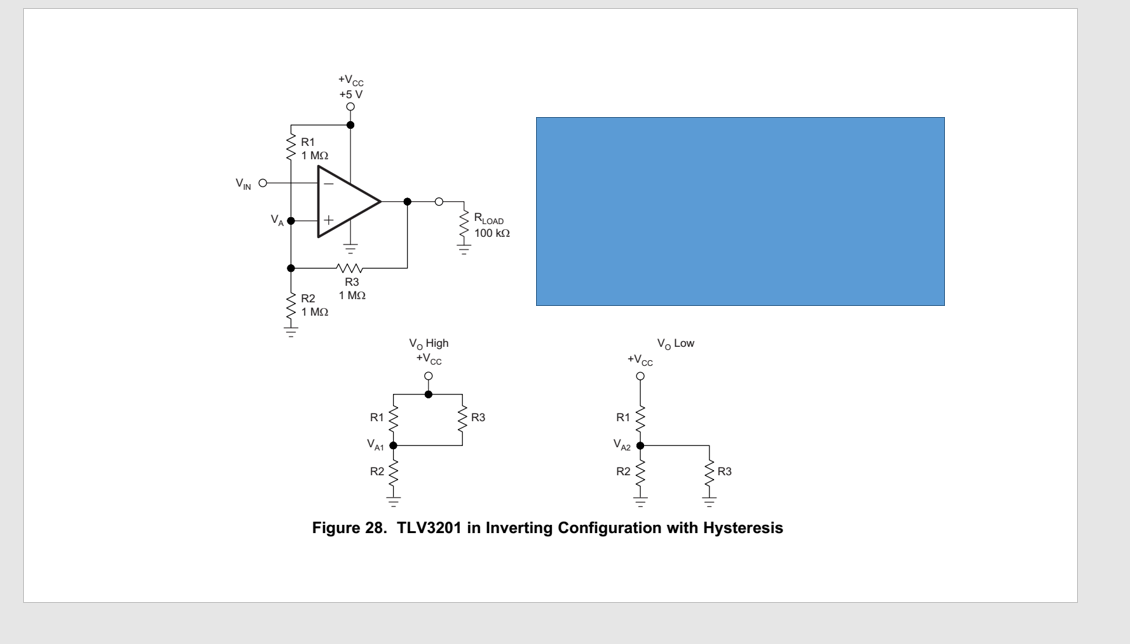 +VCC
+5 V
R1
1 MΩ
VIN
VA
RLOAD
100 kΩ
R3
1 MΩ
R2
1 MΩ
VO High
+VCC
R1
R3
VA1
R2
VO Low
+VCC
R1
VA2
R2
R3
Figure 28. TLV3201 in Inverting Configuration with Hysteresis